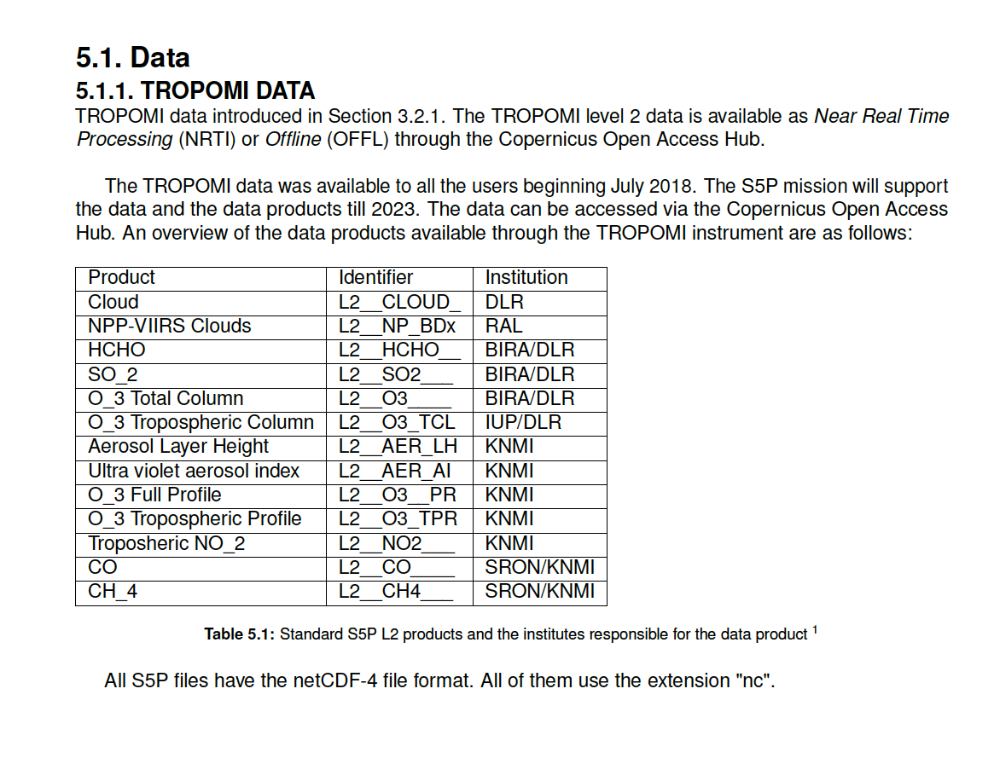 5.1. Data
5.1.1. TROPOMI DATA
TROPOMI data introduced in Section 3.2.1. The TROPOMI level 2 data is available as Near Real Time
Processing (NRTI) or Offline (OFFL) through the Copernicus Open Access Hub.
The TROPOMI data was available to all the users beginning July 2018. The S5P mission will support
the data and the data products till 2023. The data can be accessed via the Copernicus Open Access
Hub. An overview of the data products available through the TROPOMI instrument are as follows:
Product Identifier Institution
Cloud L2__CLOUD_ DLR
NPP-VIIRS Clouds L2__NP_BDx RAL
HCHO L2__HCHO__ BIRA/DLR
SO_2 L2__SO2___ BIRA/DLR
O_3 Total Column L2__O3____ BIRA/DLR
O_3 Tropospheric Column L2__O3_TCL IUP/DLR
Aerosol Layer Height L2__AER_LH KNMI
Ultra violet aerosol index L2__AER_AI KNMI
O_3 Full Profile L2__O3__PR KNMI
O_3 Tropospheric Profile L2__O3_TPR KNMI
Troposheric NO_2 L2__NO2___ KNMI
CO L2__CO____ SRON/KNMI
CH_4 L2__CH4___ SRON/KNMI
Table 5.1: Standard S5P L2 products and the institutes responsible for the data product 1
All S5P files have the netCDF-4 file format. All of them use the extension "nc".